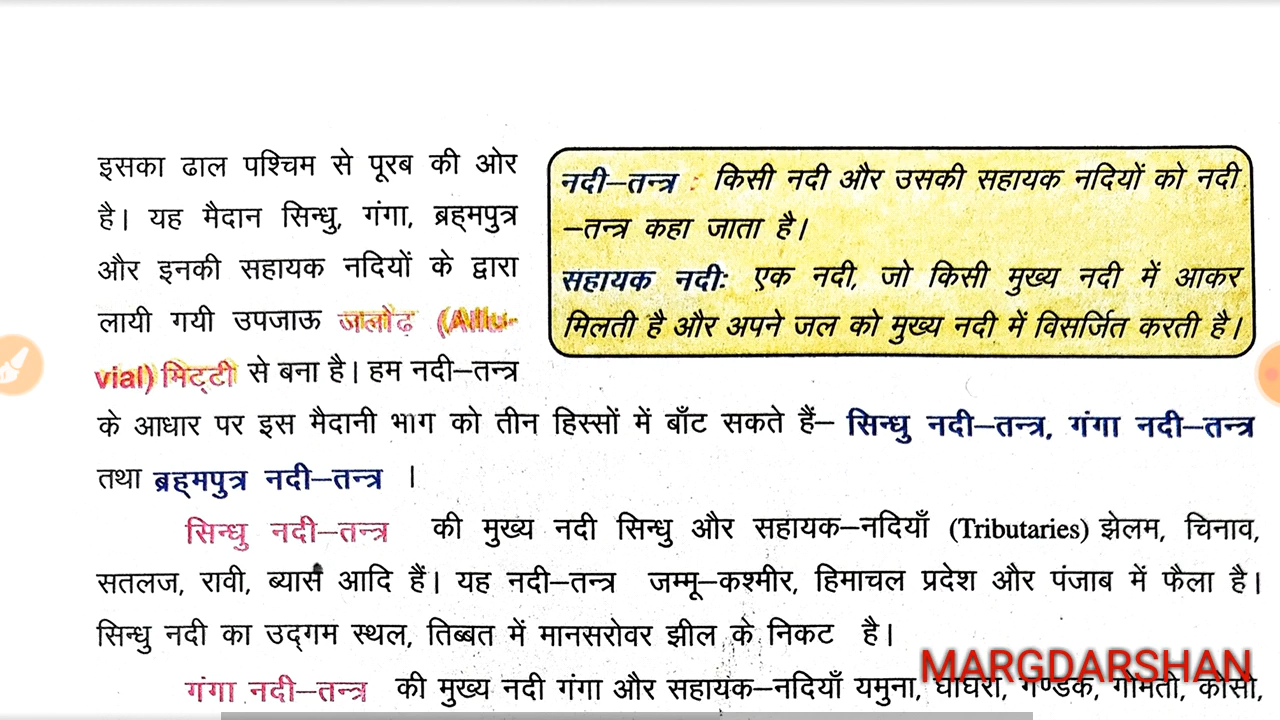 इसका ढाल पश्चिम से पूरब की ओर
है। यह मैदान सिन्धु, गंगा, ब्रह्मपुत्र
और इनकी सहायक नदियों के द्वारा
लायी गयी उपजाऊ जलौढ़ (Allu-
vial) मिट्टी से बना है। हम नदी–तन्त्र
नदी–तन्त्र : किसी नदी और उसकी सहायक नदियों को नदी
–तन्त्र कहा जाता है।
सहायक नदी: एक नदी, जो किसी मुख्य नदी में आकर
मिलती है और अपने जल को मुख्य नदी में विसर्जित करती है।
के आधार पर इस मैदानी भाग को तीन हिस्सों में बाँट सकते हैं– सिन्धु नदी–तन्त्र, गंगा नदी–तन्त्र
तथा ब्रह्मपुत्र नदी–तन्त्र ।
सिन्धु नदी–तन्त्र की मुख्य नदी सिन्धु और सहायक–नदियाँ (Tributaries) झेलम, चिनाव,
सतलज, रावी, ब्यास आदि हैं। यह नदी–तन्त्र जम्मू–कश्मीर, हिमाचल प्रदेश और पंजाब में फैला है।
सिन्धु नदी का उद्गम स्थल, तिब्बत में मानसरोवर झील के निकट है।
MARGDARSHAN
गंगा नदी–तन्त्र की मुख्य नदी गंगा और सहायक–नदियाँ यमुना, घाघरा, गण्डक, गोमती, कोसी,